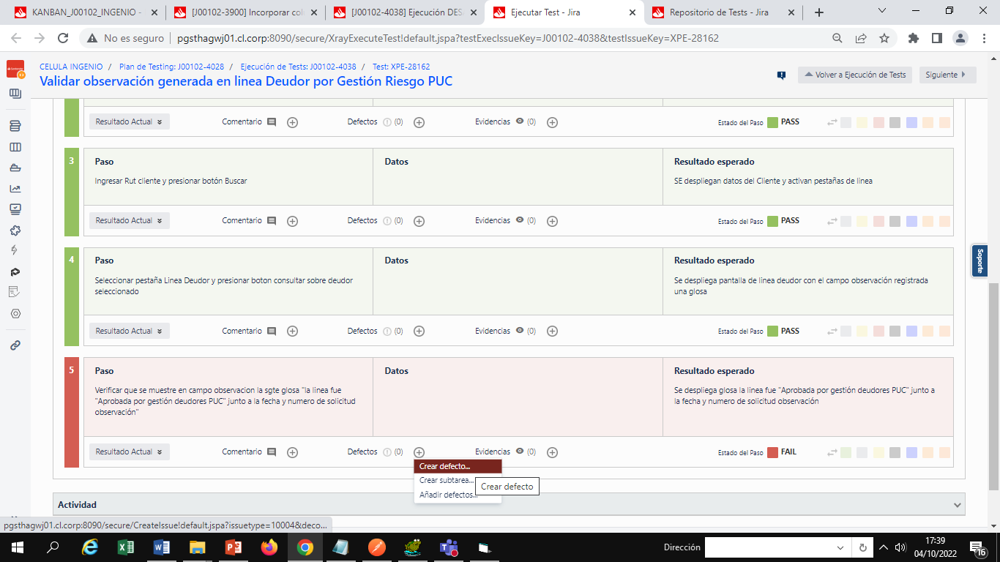 KANBAN_J00102_INGENIO -
[J00102-3900] Incorporar col
[J00102-4038] Ejecución DESA
Ejecutar Test - Jira
Repositorio de Tests - Jira
No es seguro
pgsthagwj01.cl.corp:8090/secure/XrayExecuteTest!default.jspa?testExecIssueKey=J00102-4038&testIssueKey=XPE-28162
CELULA INGENIO / Plan de Testing: J00102-4028 / Ejecución de Tests: J00102-4038 / Test: XPE-28162
Validar observación generada en linea Deudor por Gestión Riesgo PUC
Volver a Ejecución de Tests
Siguiente
Resultado Actual
Comentario
Defectos (0)
Evidencias (0)
Estado del Paso PASS
3
Paso
Datos
Resultado esperado
Ingresar Rut cliente y presionar botón Buscar
SE despliegan datos del Cliente y activan pestañas de linea
Resultado Actual
Comentario
Defectos (0)
Evidencias (0)
Estado del Paso PASS
4
Paso
Datos
Resultado esperado
Seleccionar pestaña Linea Deudor y presionar boton consultar sobre deudor
seleccionado
Se despliega pantalla de linea deudor con el campo observación registrada
una glosa
Resultado Actual
Comentario
Defectos (0)
Evidencias (0)
Estado del Paso PASS
5
Paso
Datos
Resultado esperado
Verificar que se muestre en campo observacion la sgte glosa "la linea fue
"Aprobada por gestión deudores PUC" junto a la fecha y numero de solicitud
observación"
Se despliega glosa la linea fue "Aprobada por gestión deudores PUC" junto a
la fecha y numero de solicitud observación
Resultado Actual
Comentario
Defectos (0)
Evidencias (0)
Estado del Paso FAIL
Crear defecto...
Crear subtarea...
Añadir defectos...
Crear defecto
Soporte
Actividad
pgsthagwj01.cl.corp:8090/secure/CreateIssue!default.jspa?issuetype=10004&deco...
Dirección
17:39
04/10/2022
16